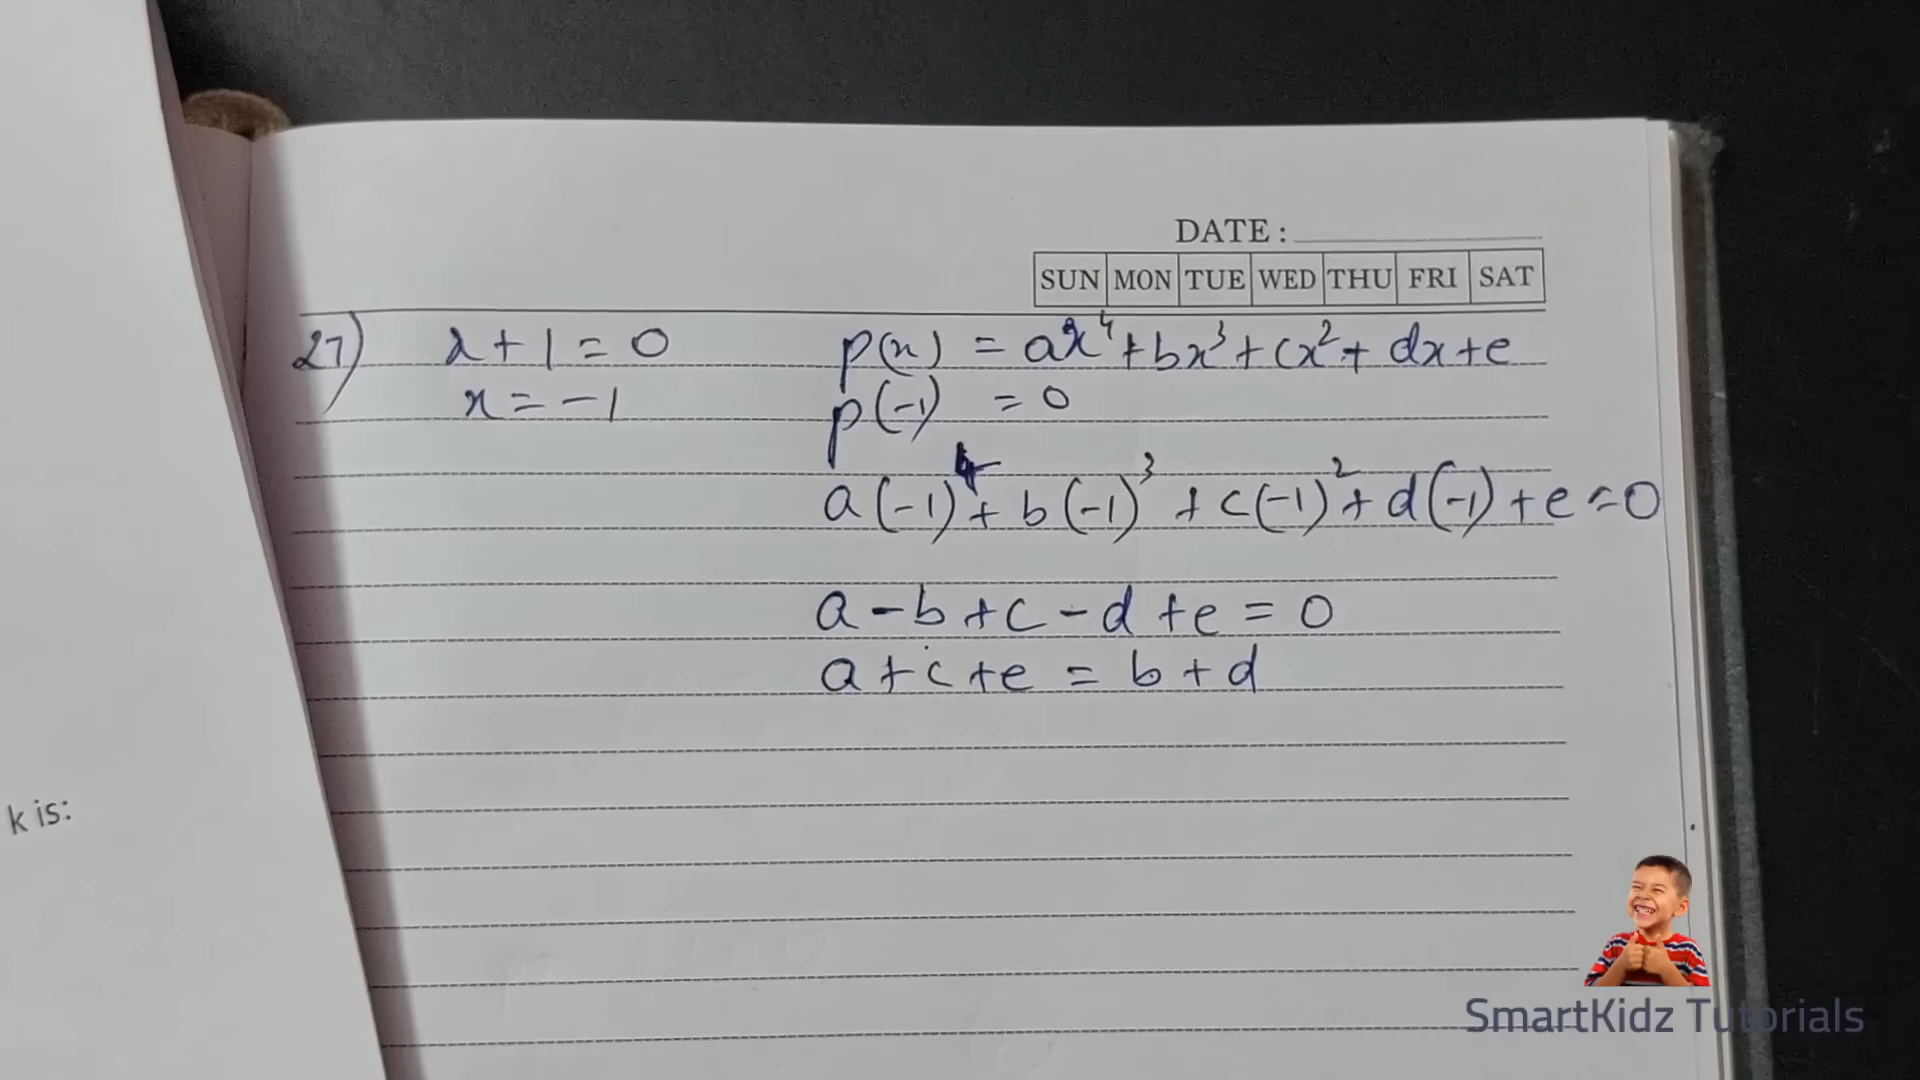 DATE :
SUN MON TUE WED THU FRI SAT
27) x+1=0 p(x) = ax⁴+bx³+cx²+dx+e
x=-1 p(-1) =0
a(-1)⁴+b(-1)³+c(-1)²+d(-1)+e=0
a-b+c-d+e=0
a+c+e=b+d
k is:
SmartKidz Tutorials